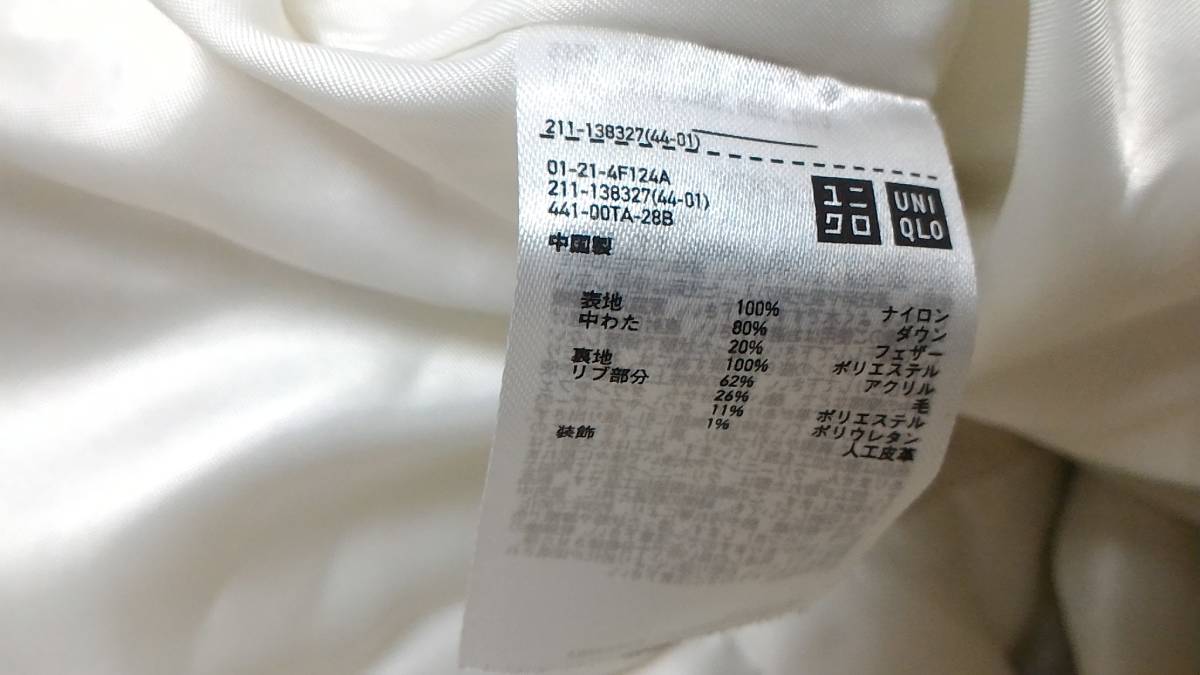 211-138327(44-01)
01-21-4F124A
211-138327(44-01)
441-00TA-28B
中国製
ユニ
クロ
UNI
QLO
表地 100% ナイロン
中わた 80% ダウン
20% フェザー
裏地 100% ポリエステル
リブ部分 62% アクリル
26% 毛
11% ポリエステル
1% ポリウレタン
装飾 人工皮革